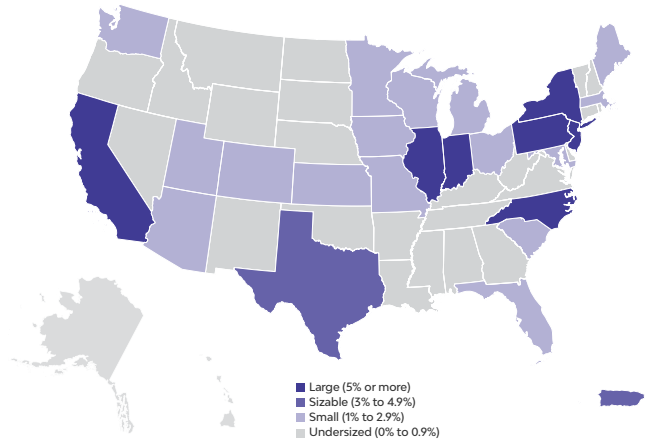 Large (5% or more)
Sizable (3% to 4.9%)
Small (1% to 2.9%)
Undersized (0% to 0.9%)